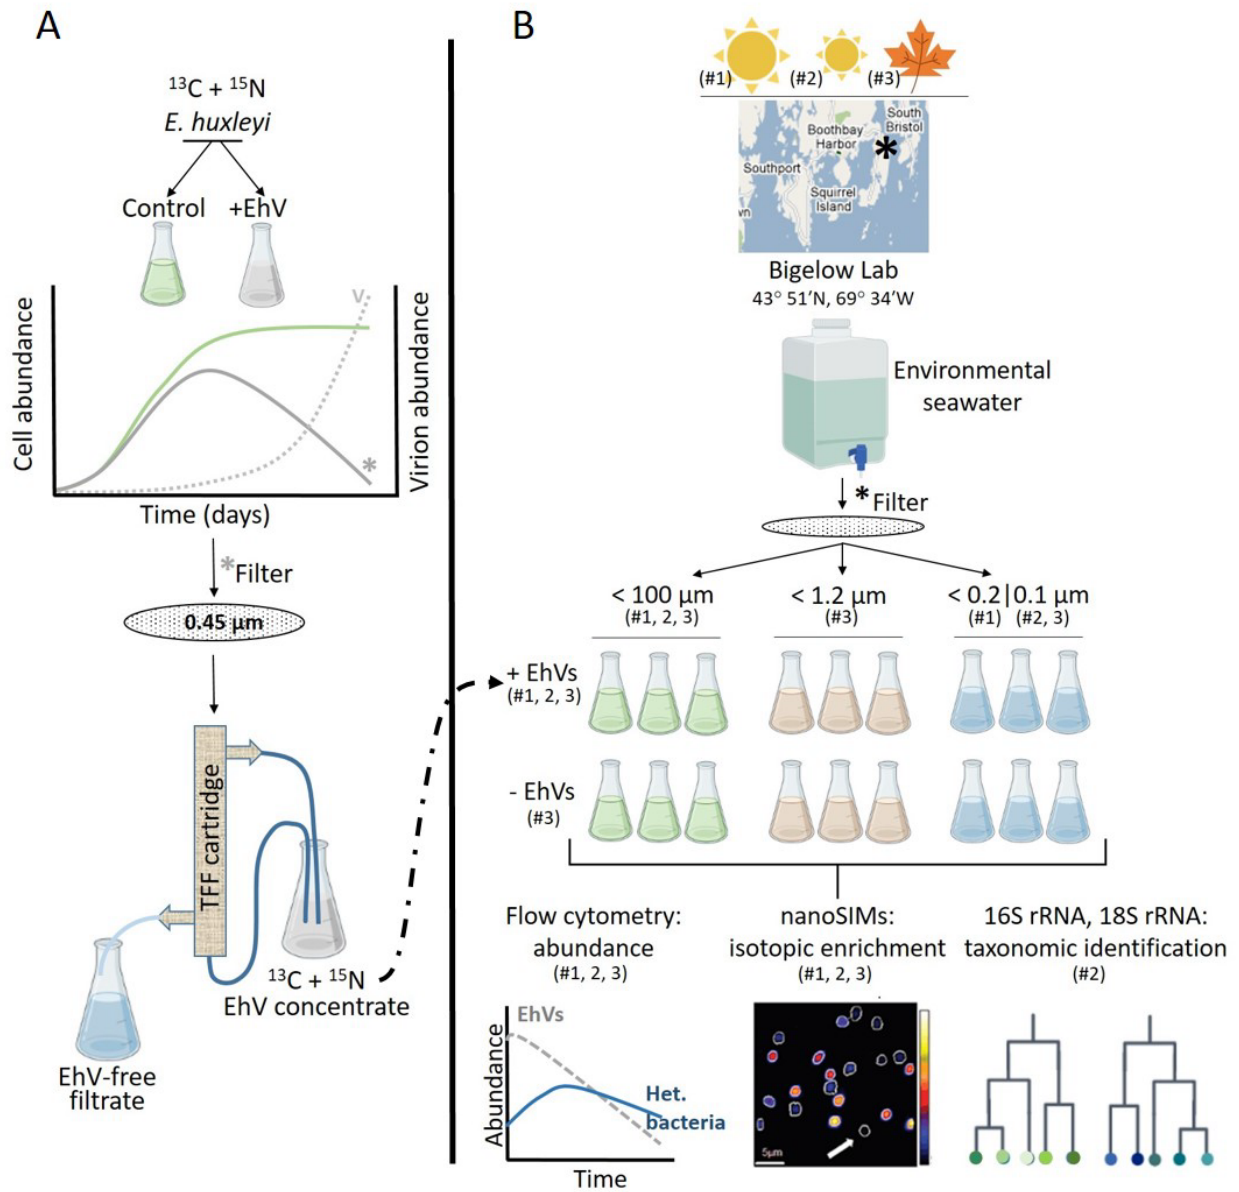 A
¹³C + ¹⁵N
E. huxleyi
Control
+EhV
v
Cell abundance
Virion abundance
*
Time (days)
*Filter
0.45 µm
TFF cartridge
¹³C + ¹⁵N
EhV concentrate
EhV-free
filtrate
B
(#1)
(#2)
(#3)
South
Bristol
Boothbay
Harbor
*
Southport
Squirrel
Island
wn
Bigelow Lab
43° 51’N, 69° 34’W
Environmental
seawater
*Filter
< 100 µm
(#1, 2, 3)
< 1.2 µm
(#3)
< 0.2|0.1 µm
(#1) (#2, 3)
+ EhVs
(#1, 2, 3)
- EhVs
(#3)
Flow cytometry:
abundance
(#1, 2, 3)
nanoSIMs:
isotopic enrichment
(#1, 2, 3)
16S rRNA, 18S rRNA:
taxonomic identification
(#2)
Abundance
EhVs
Het.
bacteria
Time
5µm